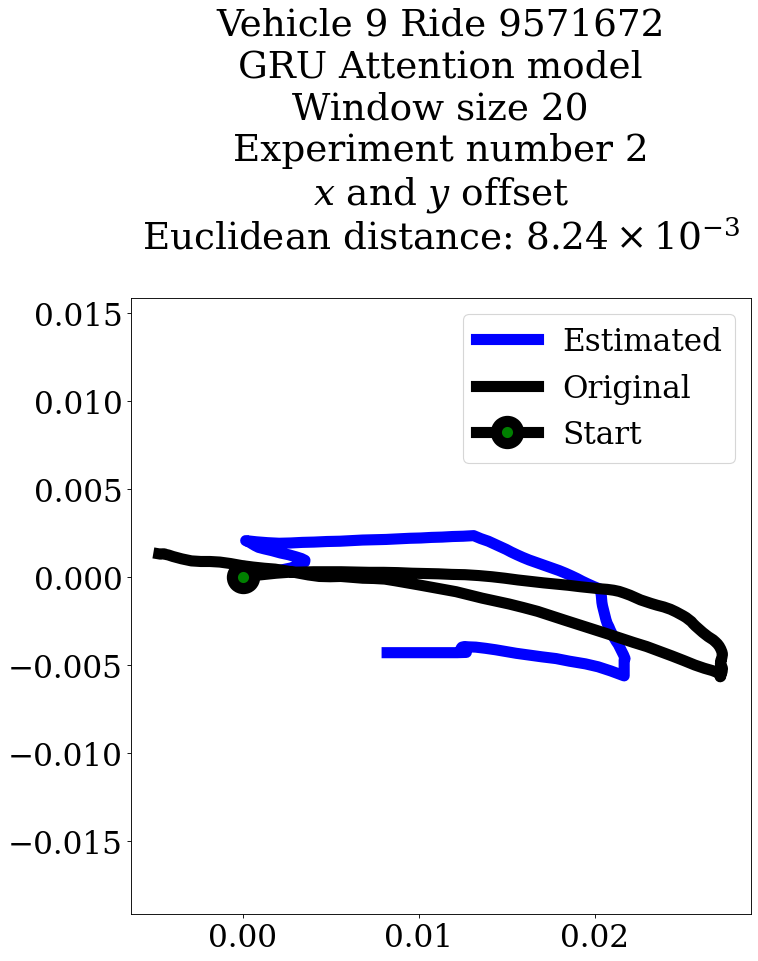 Vehicle 9 Ride 9571672
GRU Attention model
Window size 20
Experiment number 2
x and y offset
Euclidean distance: 8.24 × 10⁻³
0.015
0.010
0.005
0.000
−0.005
−0.010
−0.015
Estimated
Original
Start
0.00 0.01 0.02